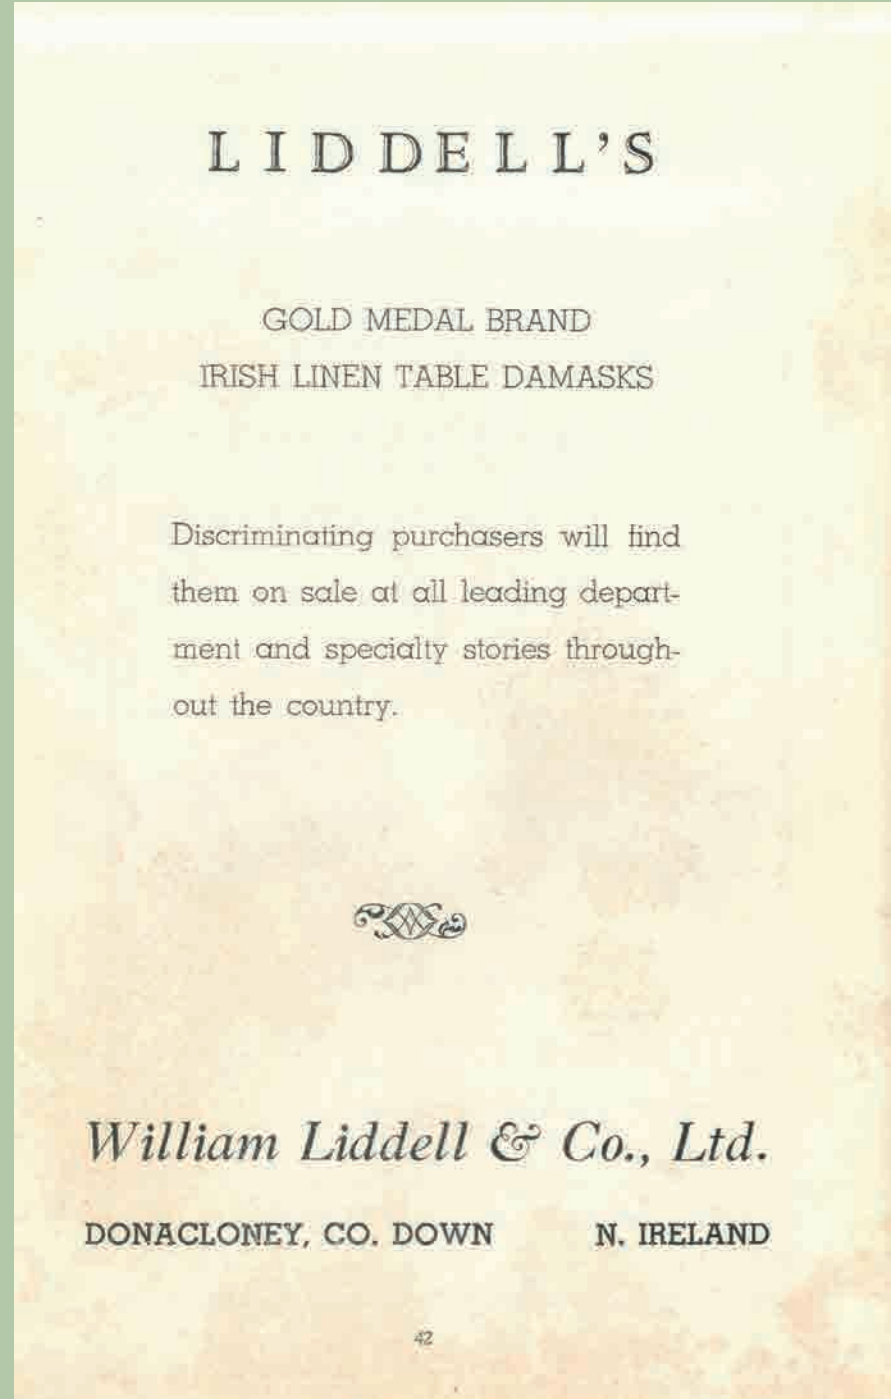 LIDDELL'S
GOLD MEDAL BRAND
IRISH LINEN TABLE DAMASKS
Discriminating purchasers will find
them on sale at all leading depart-
ment and specialty stories through-
out the country.
William Liddell & Co., Ltd.
DONACLONEY, CO. DOWN N. IRELAND
42